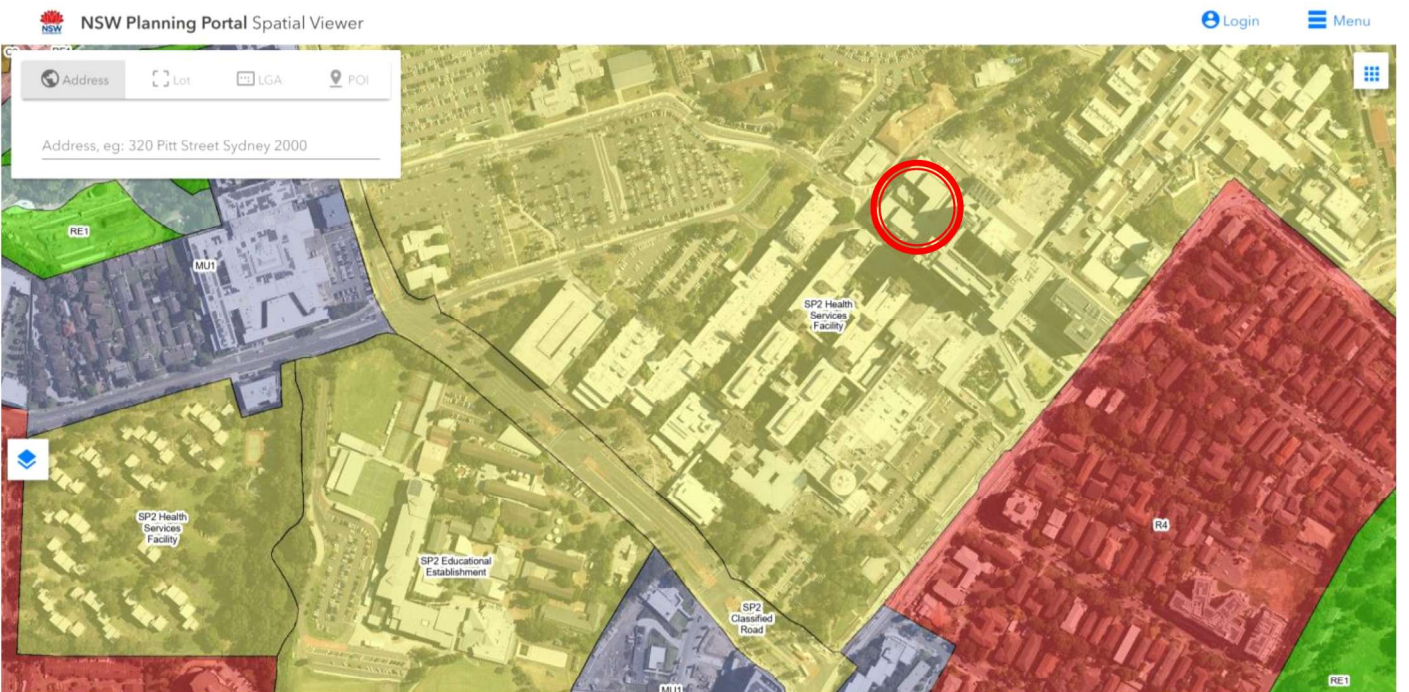 NSW
NSW Planning Portal Spatial Viewer
Login
Menu
RE1
Address
Lot
LGA
POI
Address, eg: 320 Pitt Street Sydney 2000
RE1
MU1
SP2 Health
Services
Facility
SP2 Health
Services
Facility
R4
SP2 Educational
Establishment
SP2
Classified
Road
RE1
MU1